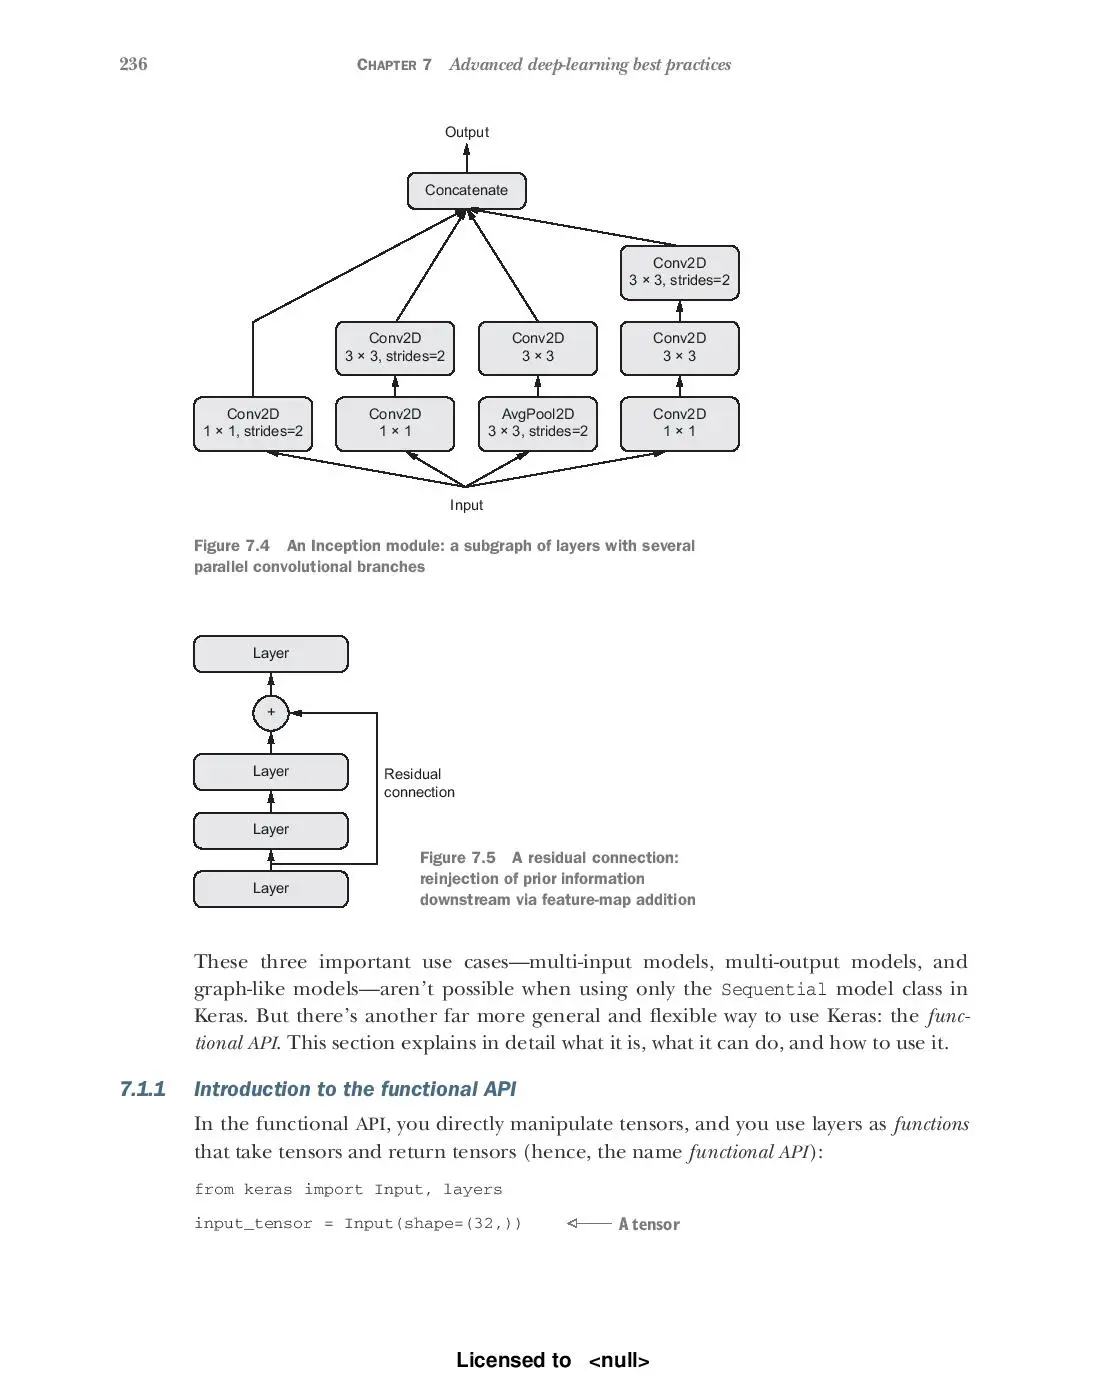 236
CHAPTER 7 Advanced deep-learning best practices
Output
Concatenate
Conv2D
3 × 3, strides=2
Conv2D
3 × 3, strides=2
Conv2D
3 × 3
Conv2D
3 × 3
Conv2D
1 × 1, strides=2
Conv2D
1 × 1
AvgPool2D
3 × 3, strides=2
Conv2D
1 × 1
Input
Figure 7.4 An Inception module: a subgraph of layers with several
parallel convolutional branches
Layer
+
Layer
Residual
connection
Layer
Layer
Figure 7.5 A residual connection:
reinjection of prior information
downstream via feature-map addition
These three important use cases—multi-input models, multi-output models, and
graph-like models—aren't possible when using only the Sequential model class in
Keras. But there's another far more general and flexible way to use Keras: the func-
tional API. This section explains in detail what it is, what it can do, and how to use it.
7.1.1 Introduction to the functional API
In the functional API, you directly manipulate tensors, and you use layers as functions
that take tensors and return tensors (hence, the name functional API):
from keras import Input, layers
input_tensor = Input(shape=(32,)) A tensor
Licensed to <null>